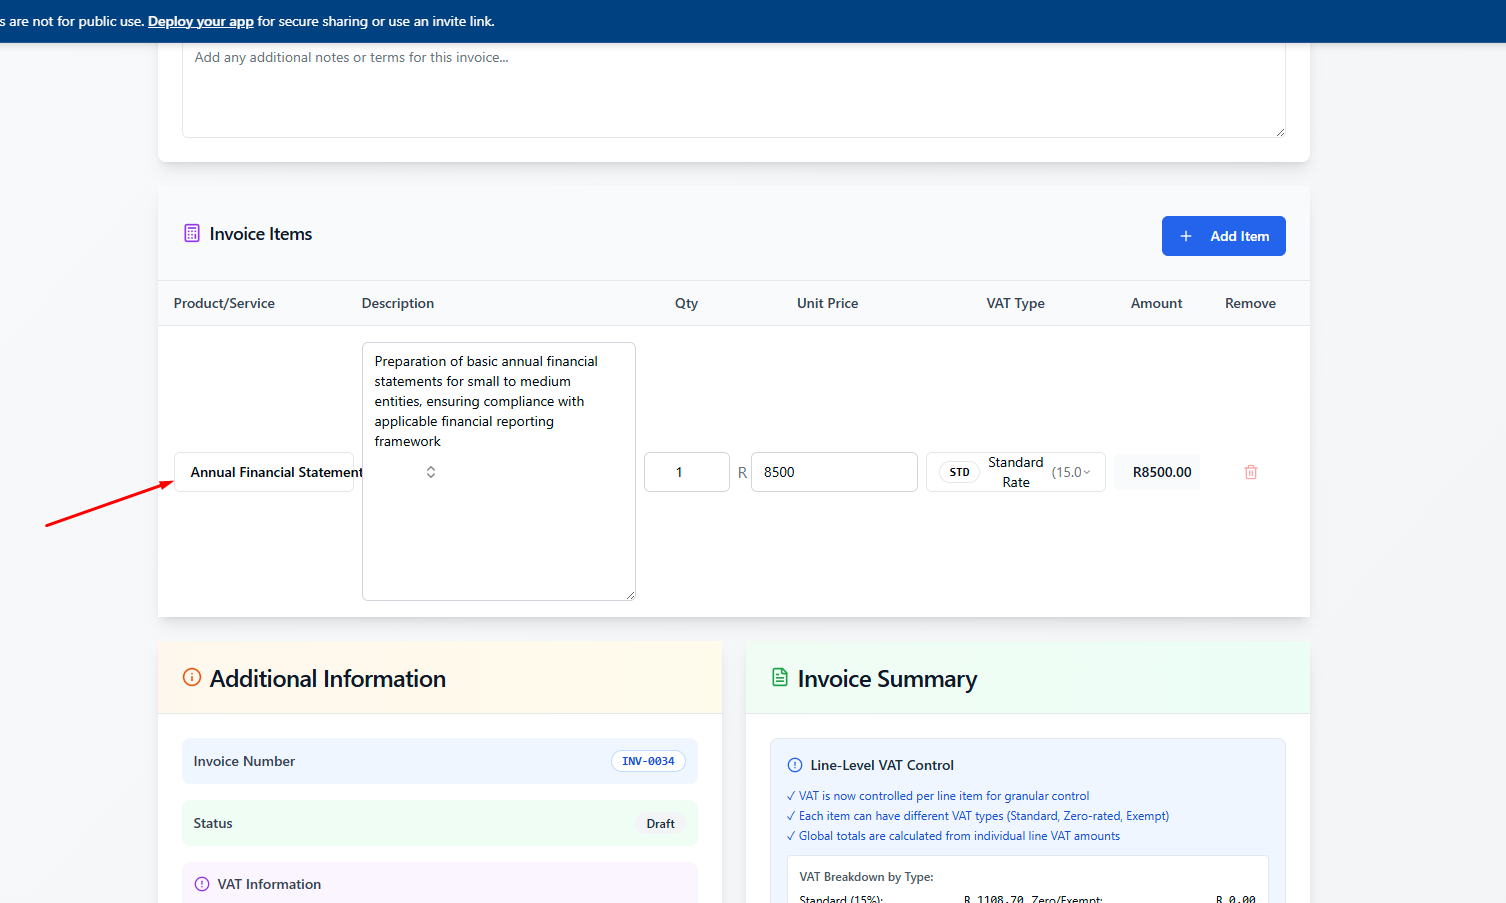 s are not for public use. Deploy your app for secure sharing or use an invite link.
Add any additional notes or terms for this invoice...
Invoice Items
Add Item
Product/Service Description Qty Unit Price VAT Type Amount Remove
Preparation of basic annual financial
statements for small to medium
entities, ensuring compliance with
applicable financial reporting
framework
Annual Financial Statement
1
R 8500
STD
Standard
Rate
(15.0
R8500.00
Additional Information
Invoice Number INV-0034
Status Draft
VAT Information
Invoice Summary
Line-Level VAT Control
✓ VAT is now controlled per line item for granular control
✓ Each item can have different VAT types (Standard, Zero-rated, Exempt)
✓ Global totals are calculated from individual line VAT amounts
VAT Breakdown by Type:
Standard (15%): R 1108.70 Zero/Exempt: R 0.00